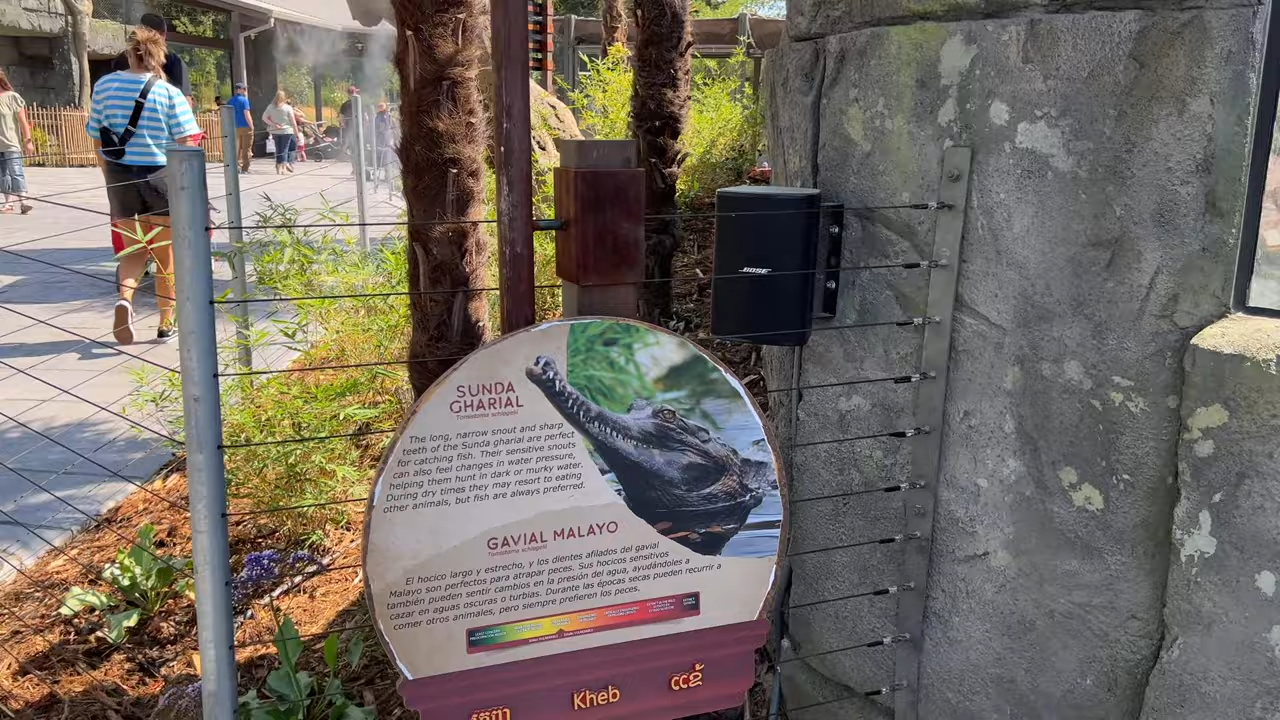 BOSE
SUNDA
GHARIAL
Tomistoma schlegelii
The long, narrow snout and sharp
teeth of the Sunda gharial are perfect
for catching fish. Their sensitive snouts
can also feel changes in water pressure,
helping them hunt in dark or murky water.
During dry times they may resort to eating
other animals, but fish are always preferred.
GAVIAL MALAYO
Tomistoma schlegelii
El hocico largo y estrecho, y los dientes afilados del gavial
Malayo son perfectos para atrapar peces. Sus hocicos sensitivos
también pueden sentir cambios en la presión del agua, ayudándoles a
cazar en aguas oscuras o turbias. Durante las épocas secas pueden recurrir a
comer otros animales, pero siempre prefieren los peces.
Kheb